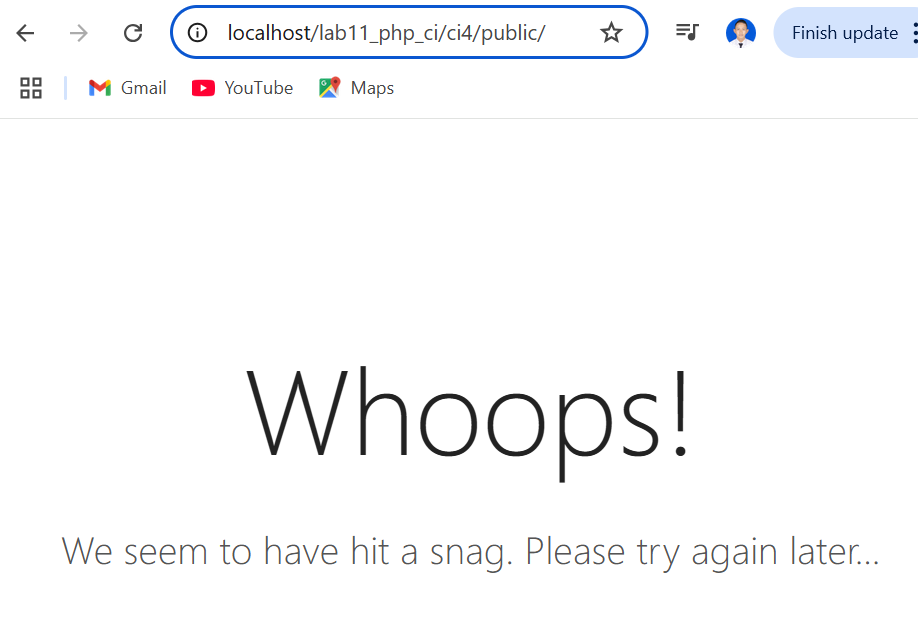 localhost/lab11_php_ci/ci4/public/ Finish update
Gmail YouTube Maps
Whoops!
We seem to have hit a snag. Please try again later...